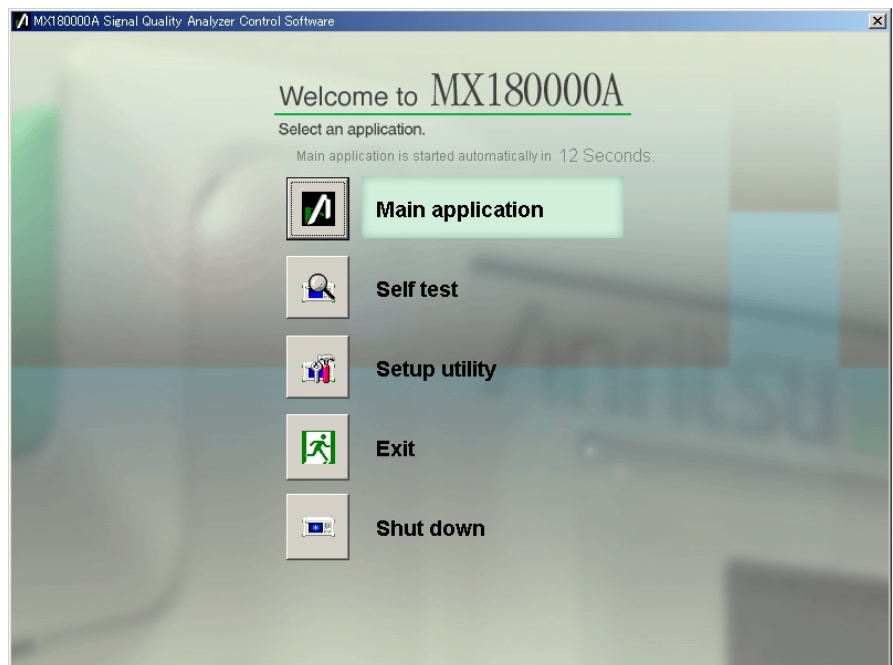 MX180000A Signal Quality Analyzer Control Software
Welcome to MX180000A
Select an application.
Main application is started automatically in 12 Seconds.
Main application
Self test
Setup utility
Exit
Shut down
Anritsu